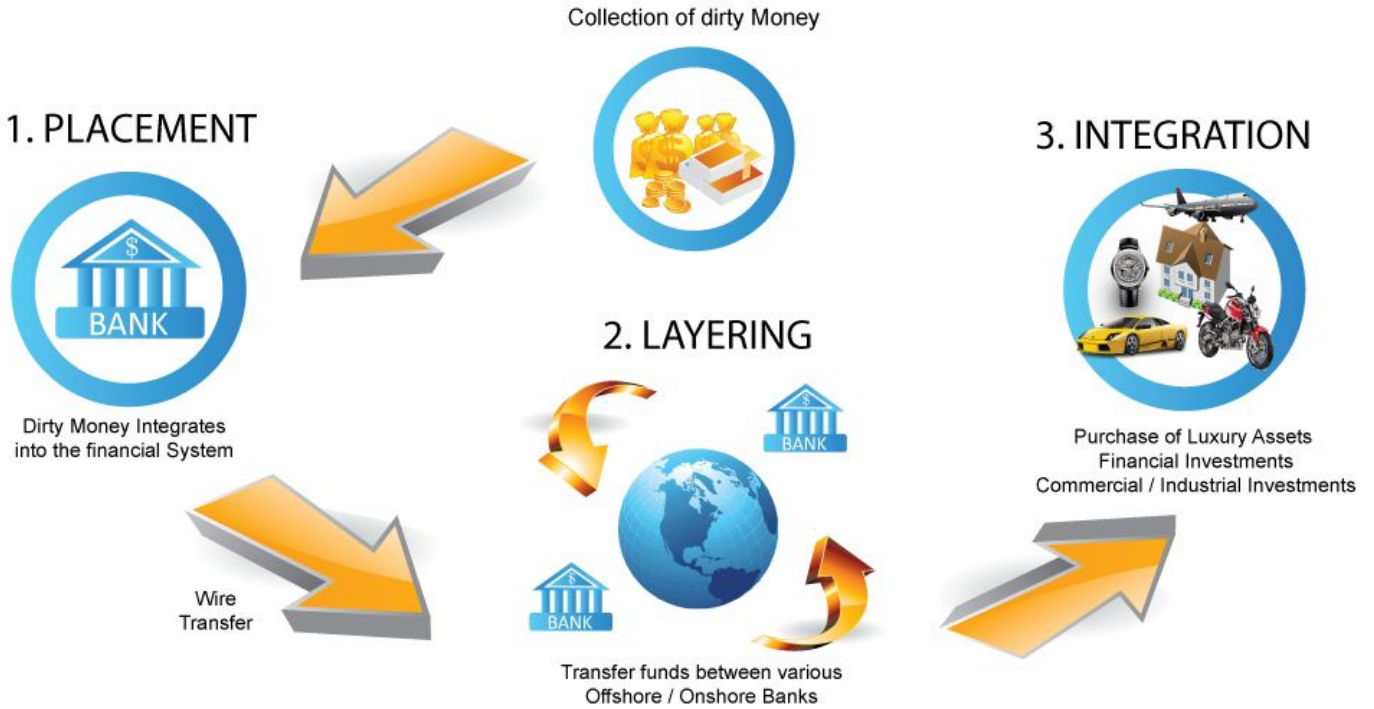 Collection of dirty Money
1. PLACEMENT
$
BANK
Dirty Money Integrates
into the financial System
Wire
Transfer
2. LAYERING
$
BANK
$
BANK
Transfer funds between various
Offshore / Onshore Banks
3. INTEGRATION
Purchase of Luxury Assets
Financial Investments
Commercial / Industrial Investments